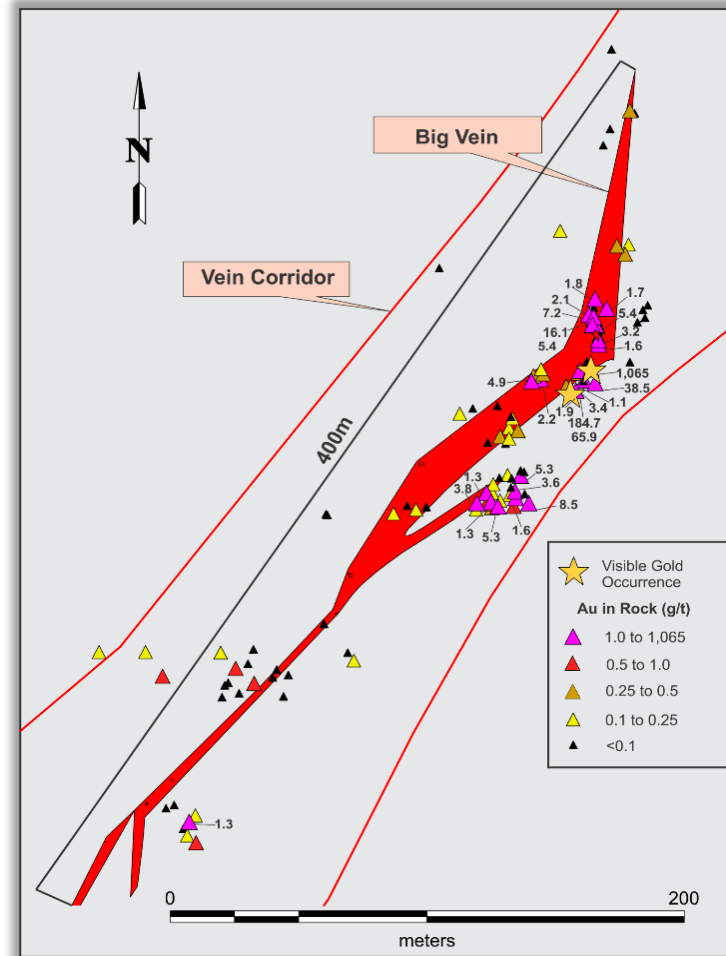 N
Big Vein
Vein Corridor
400m
1.8
2.1
1.7
7.2
5.4
16.1
3.2
5.4
1.6
1,065
4.9
38.5
1.1
2.2
1.9
3.4
184.7
65.9
1.3
5.3
3.8
3.6
8.5
1.3
1.6
5.3
Visible Gold
Occurrence
Au in Rock (g/t)
1.0 to 1,065
0.5 to 1.0
0.25 to 0.5
0.1 to 0.25
<0.1
1.3
0
200
meters